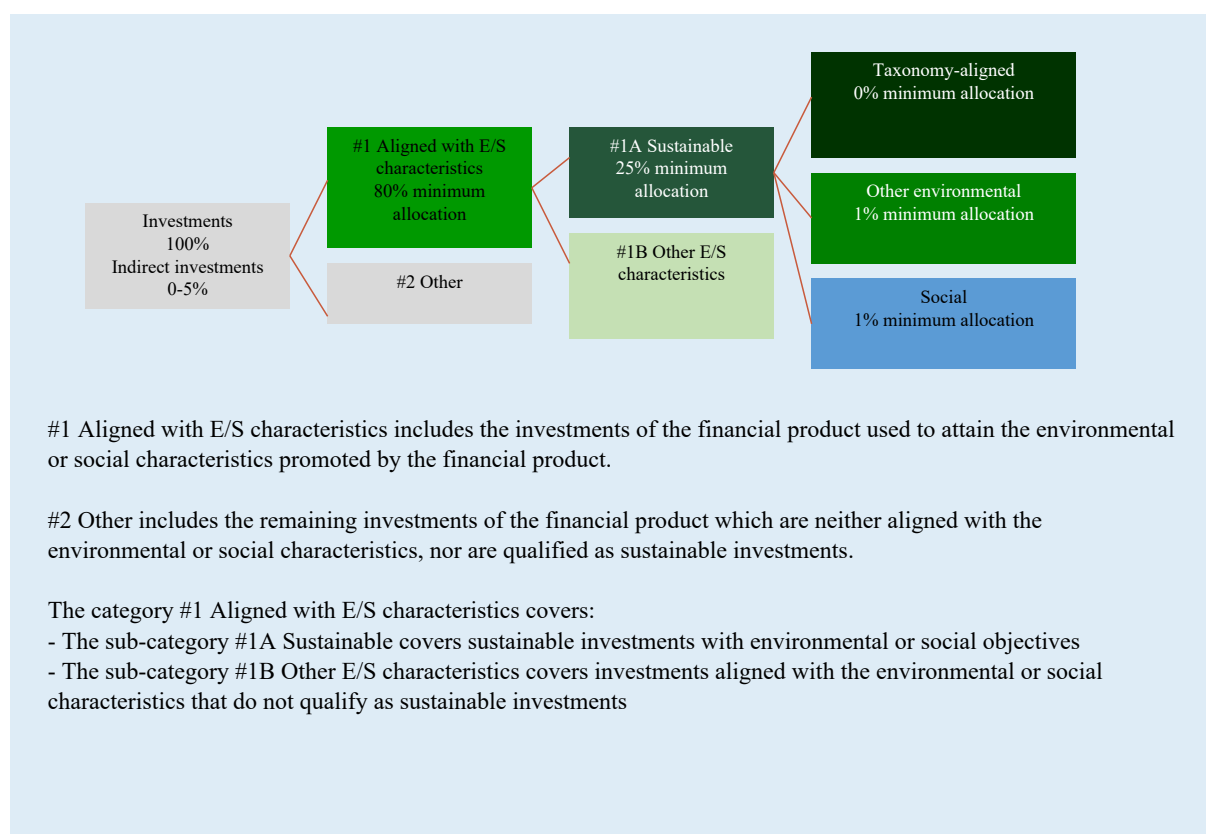 Investments
100%
Indirect investments
0-5%
#1 Aligned with E/S
characteristics
80% minimum
allocation
#2 Other
#1A Sustainable
25% minimum
allocation
#1B Other E/S
characteristics
Taxonomy-aligned
0% minimum allocation
Other environmental
1% minimum allocation
Social
1% minimum allocation
#1 Aligned with E/S characteristics includes the investments of the financial product used to attain the environmental
or social characteristics promoted by the financial product.
#2 Other includes the remaining investments of the financial product which are neither aligned with the
environmental or social characteristics, nor are qualified as sustainable investments.
The category #1 Aligned with E/S characteristics covers:
- The sub-category #1A Sustainable covers sustainable investments with environmental or social objectives
- The sub-category #1B Other E/S characteristics covers investments aligned with the environmental or social
characteristics that do not qualify as sustainable investments